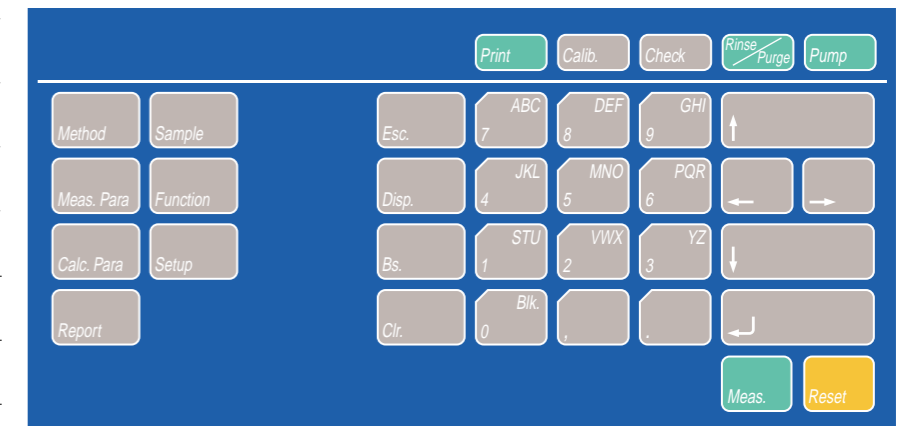 Print Calib. Check Rinse Purge Pump
Method Sample Esc. ABC DEF GHI
7 8 9
Meas. Para Function Disp. JKL MNO PQR
4 5 6
Calc. Para Setup Bs. STU VWX YZ
1 2 3
Report Clr. Blk.
0 , .
Meas. Reset